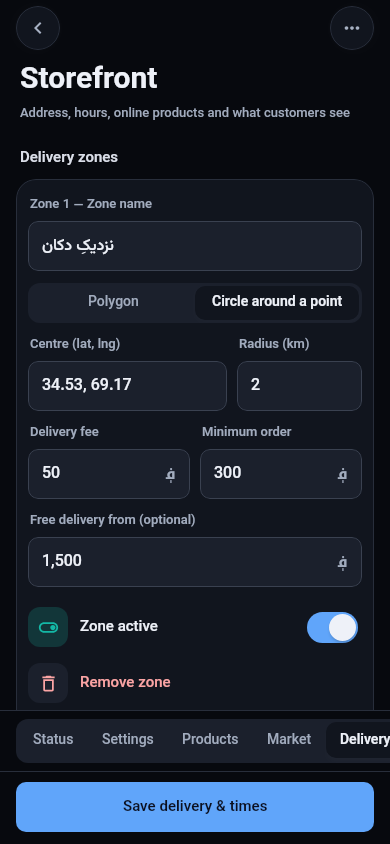 Storefront
Address, hours, online products and what customers see
Delivery zones
Zone 1 — Zone name
نزدیکِ دکان
Polygon
Circle around a point
Centre (lat, lng)
Radius (km)
34.53, 69.17
2
Delivery fee
Minimum order
50 ؋
300 ؋
Free delivery from (optional)
1,500 ؋
Zone active
Remove zone
Status
Settings
Products
Market
Delivery
Save delivery & times